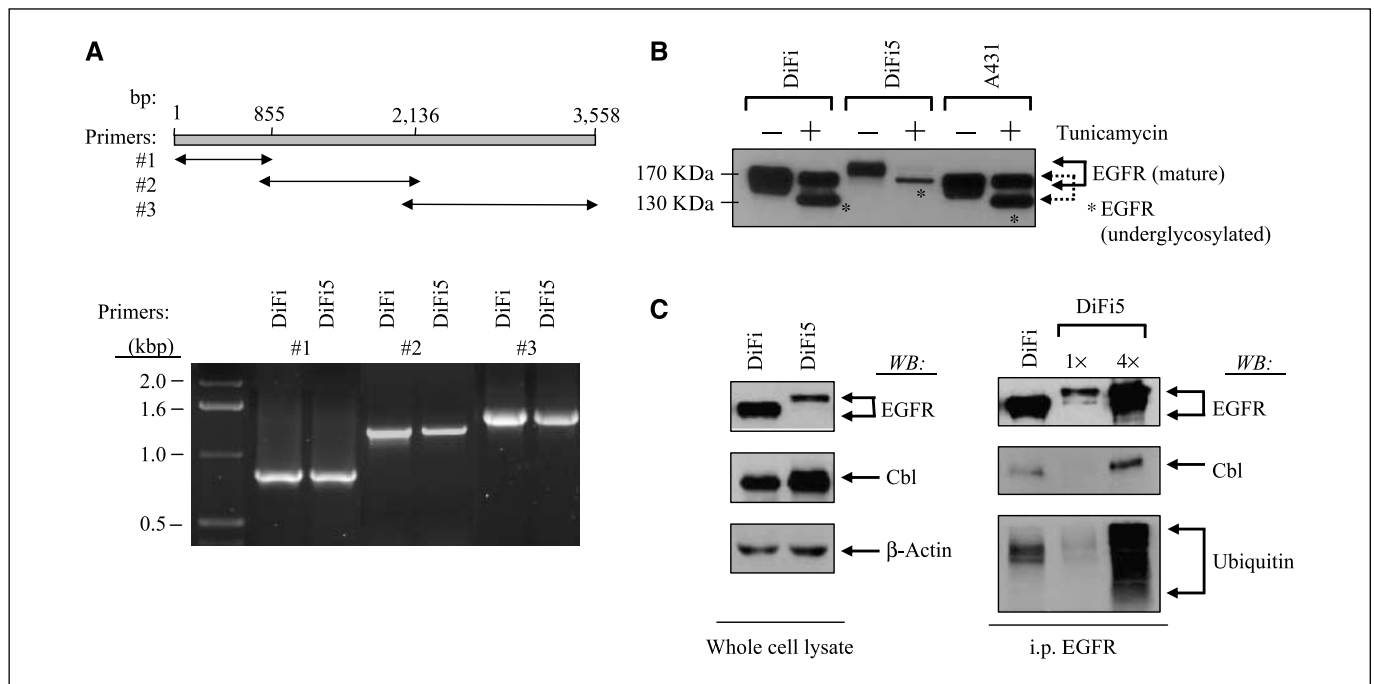 A
bp:
1 855 2,136 3,558
Primers:
#1
#2
#3
Primers:
DiFi DiFi5 DiFi DiFi5 DiFi DiFi5
(kbp)
#1 #2 #3
2.0
1.6
1.0
0.5
B
DiFi DiFi5 A431
− + − + − + Tunicamycin
170 KDa
130 KDa
EGFR (mature)
* EGFR
(underglycosylated)
*
*
*
C
DiFi DiFi5
WB:
EGFR
Cbl
β-Actin
Whole cell lysate
DiFi5
DiFi 1× 4×
WB:
EGFR
Cbl
Ubiquitin
i.p. EGFR